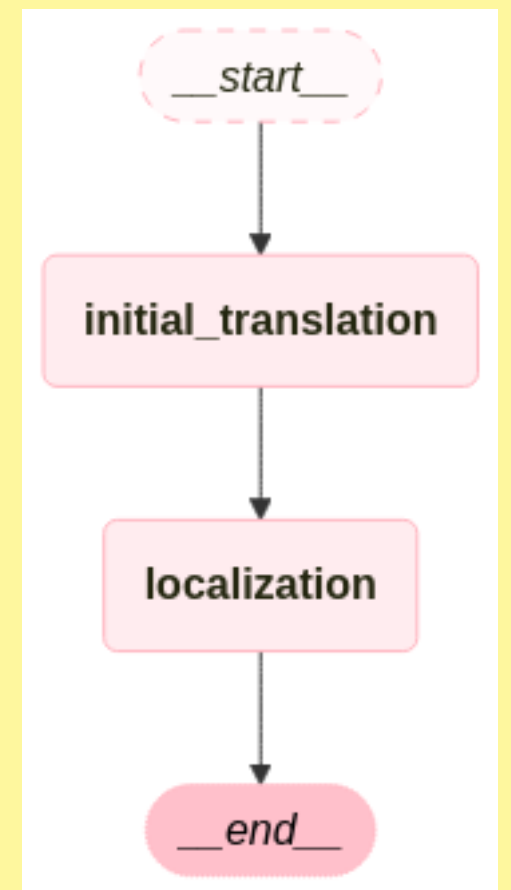 __start__
initial_translation
localization
__end__